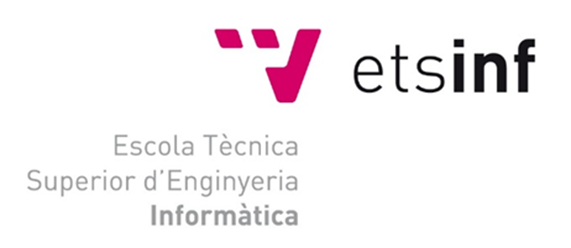 etsinf
Escola Tècnica
Superior d'Enginyeria
Informàtica